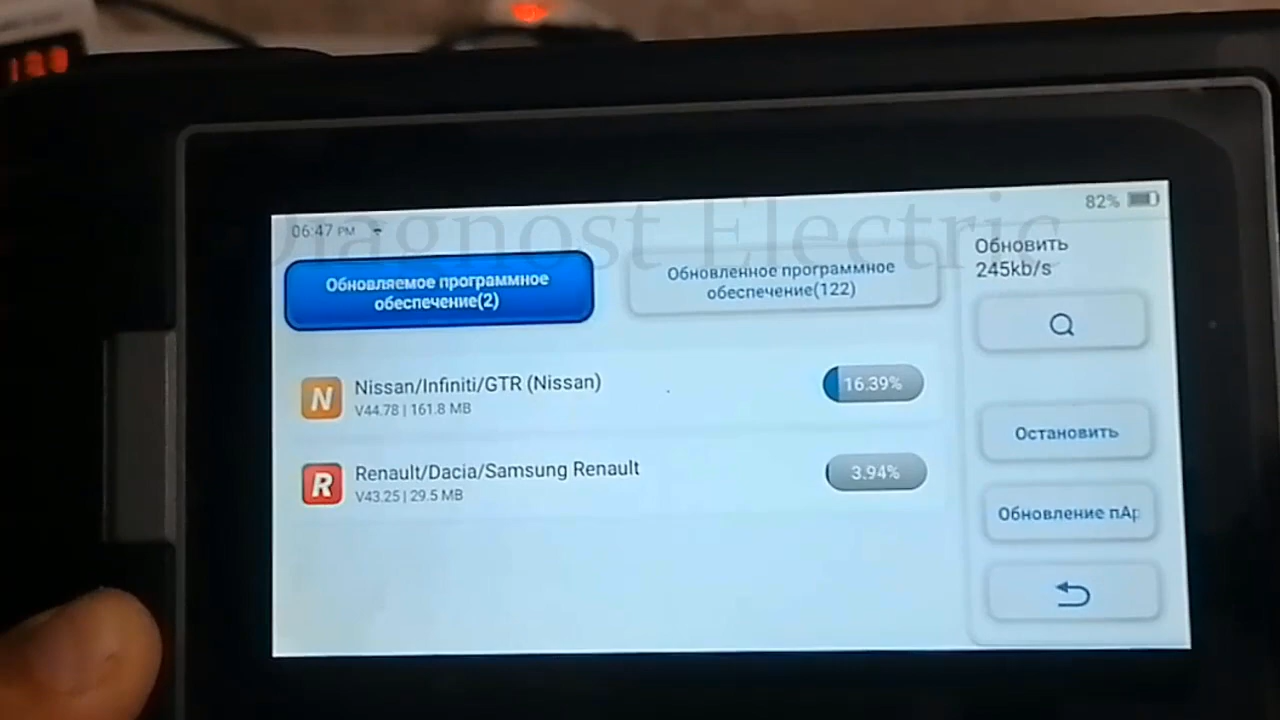 Diagnost Electric
82%
06:47 PM
Обновляемое программное
обеспечение(2)
Обновленное программное
обеспечение(122)
Обновить
245kb/s
N
Nissan/Infiniti/GTR (Nissan)
V44.78 | 161.8 MB
16.39%
R
Renault/Dacia/Samsung Renault
V43.25 | 29.5 MB
3.94%
Остановить
Обновление пАр